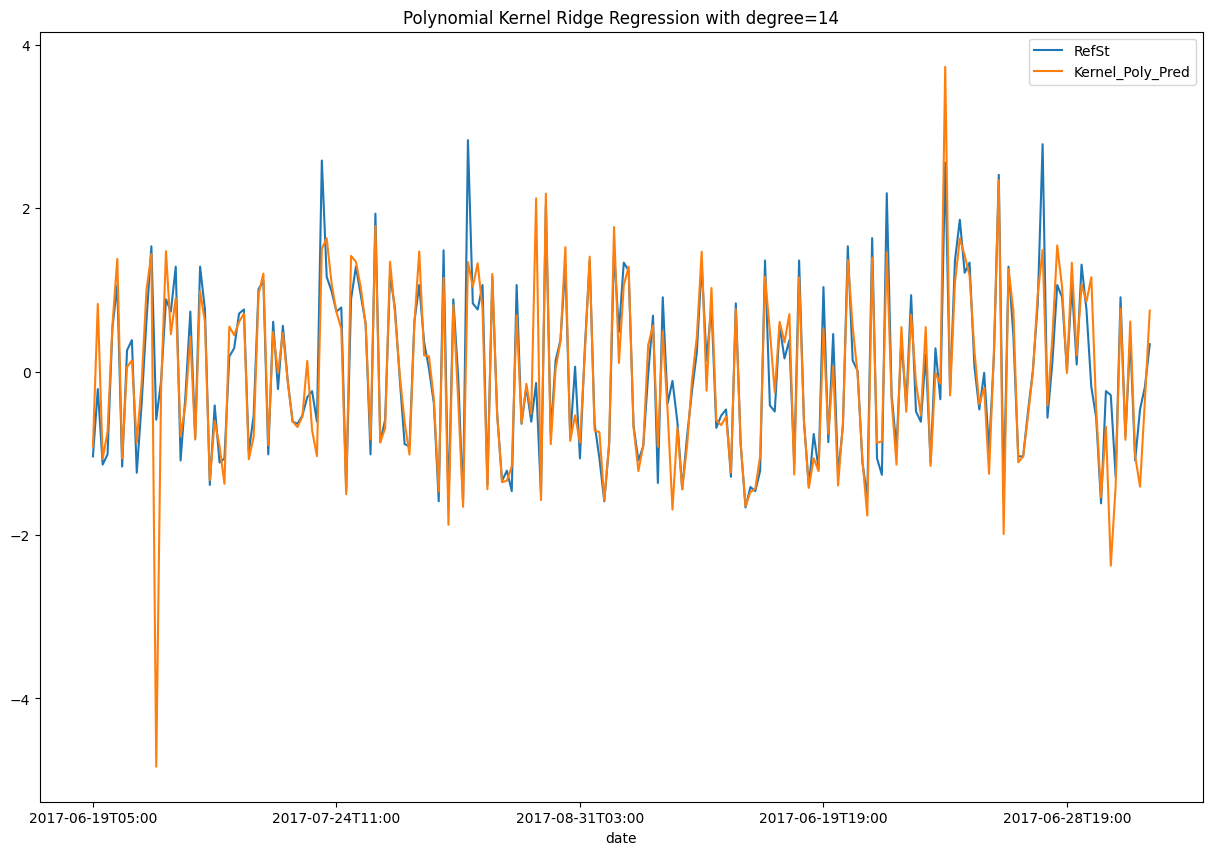 Polynomial Kernel Ridge Regression with degree=14
RefSt
Kernel_Poly_Pred
4
2
0
−2
−4
2017-06-19T05:00 2017-07-24T11:00 2017-08-31T03:00 2017-06-19T19:00 2017-06-28T19:00
date